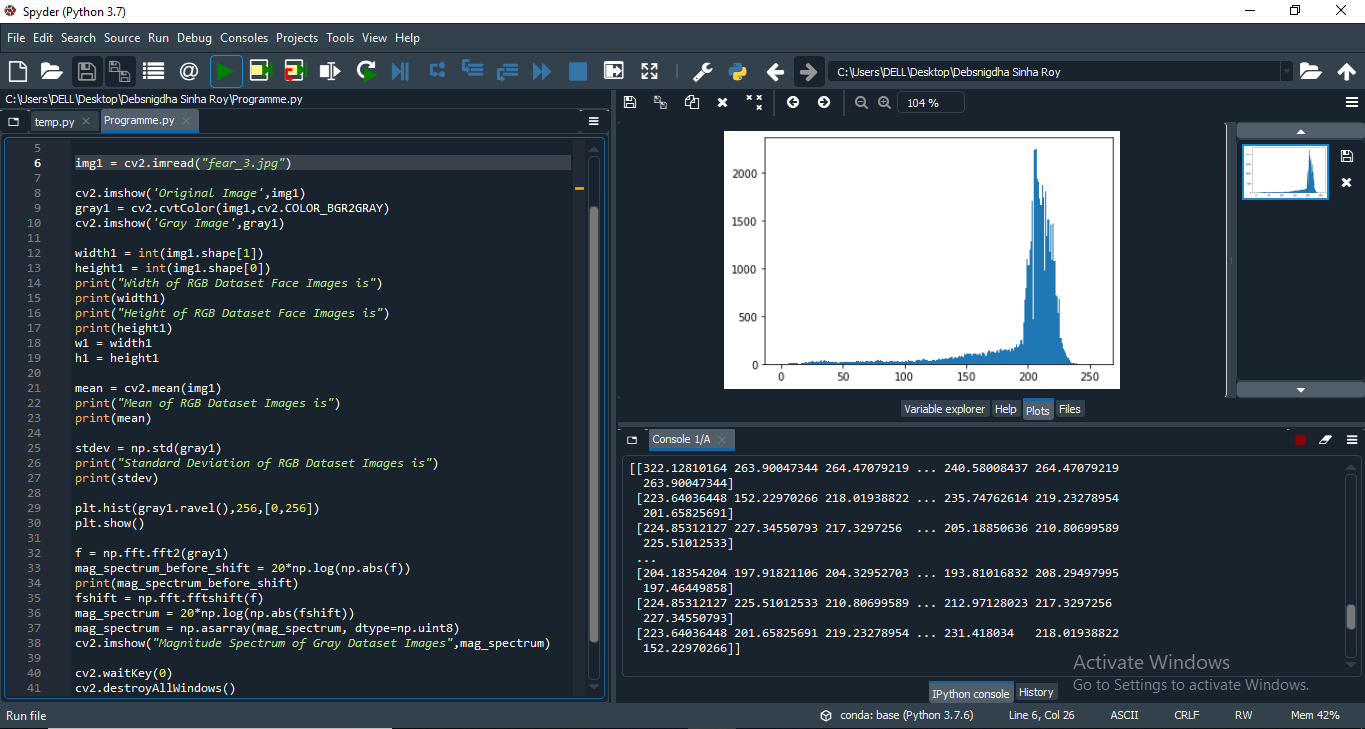 Spyder (Python 3.7)
File Edit Search Source Run Debug Consoles Projects Tools View Help
C:\Users\DELL\Desktop\Debsnigdha Sinha Roy
C:\Users\DELL\Desktop\Debsnigdha Sinha Roy\Programme.py
temp.py
Programme.py
5
6 img1 = cv2.imread("fear_3.jpg")
7
8 cv2.imshow('Original Image',img1)
9 gray1 = cv2.cvtColor(img1,cv2.COLOR_BGR2GRAY)
10 cv2.imshow('Gray Image',gray1)
11
12 width1 = int(img1.shape[1])
13 height1 = int(img1.shape[0])
14 print("Width of RGB Dataset Face Images is")
15 print(width1)
16 print("Height of RGB Dataset Face Images is")
17 print(height1)
18 w1 = width1
19 h1 = height1
20
21 mean = cv2.mean(img1)
22 print("Mean of RGB Dataset Images is")
23 print(mean)
24
25 stdev = np.std(gray1)
26 print("Standard Deviation of RGB Dataset Images is")
27 print(stdev)
28
29 plt.hist(gray1.ravel(),256,[0,256])
30 plt.show()
31
32 f = np.fft.fft2(gray1)
33 mag_spectrum_before_shift = 20*np.log(np.abs(f))
34 print(mag_spectrum_before_shift)
35 fshift = np.fft.fftshift(f)
36 mag_spectrum = 20*np.log(np.abs(fshift))
37 mag_spectrum = np.asarray(mag_spectrum, dtype=np.uint8)
38 cv2.imshow("Magnitude Spectrum of Gray Dataset Images",mag_spectrum)
39
40 cv2.waitKey(0)
41 cv2.destroyAllWindows()
104 %
2000
1500
1000
500
0
0 50 100 150 200 250
Variable explorer Help Plots Files
Console 1/A
[[322.12810164 263.90047344 264.47079219 ... 240.58008437 264.47079219
263.90047344]
[223.64036448 152.22970266 218.01938822 ... 235.74762614 219.23278954
201.65825691]
[224.85312127 227.34550793 217.3297256 ... 205.18850636 210.80699589
225.51012533]
...
[204.18354204 197.91821106 204.32952703 ... 193.81016832 208.29497995
197.46449858]
[224.85312127 225.51012533 210.80699589 ... 212.97128023 217.3297256
227.34550793]
[223.64036448 201.65825691 219.23278954 ... 231.418034 218.01938822
152.22970266]]
Activate Windows
Go to Settings to activate Windows.
IPython console History
Run file
conda: base (Python 3.7.6) Line 6, Col 26 ASCII CRLF RW Mem 42%